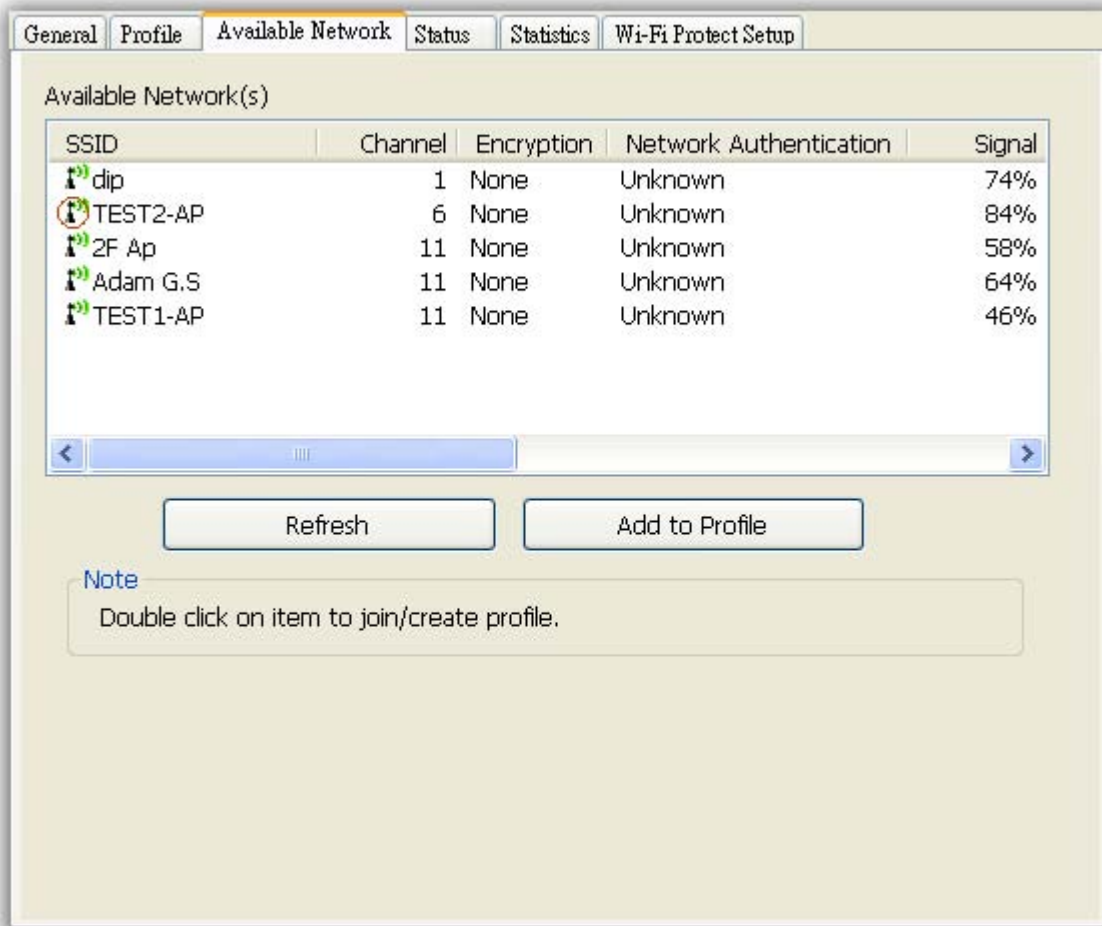 General Profile Available Network Status Statistics Wi-Fi Protect Setup
Available Network(s)
SSID Channel Encryption Network Authentication Signal
dip 1 None Unknown 74%
TEST2-AP 6 None Unknown 84%
2F Ap 11 None Unknown 58%
Adam G.S 11 None Unknown 64%
TEST1-AP 11 None Unknown 46%
Refresh Add to Profile
Note
Double click on item to join/create profile.